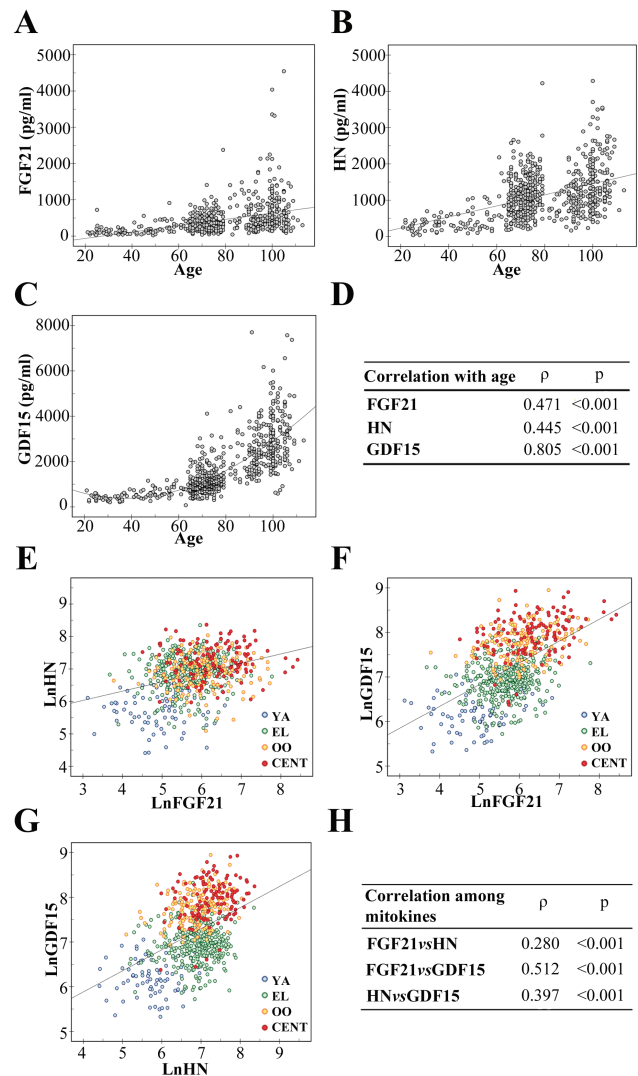 A
B
FGF21 (pg/ml)
5000
4000
3000
2000
1000
0
20 40 60 80 100
Age
HN (pg/ml)
5000
4000
3000
2000
1000
0
20 40 60 80 100
Age
C
D
GDF15 (pg/ml)
8000
6000
4000
2000
0
20 40 60 80 100
Age
Correlation with age ρ p
FGF21 0.471 <0.001
HN 0.445 <0.001
GDF15 0.805 <0.001
E
F
LnHN
9
8
7
6
5
4
YA
EL
OO
CENT
3 4 5 6 7 8
LnFGF21
LnGDF15
9
8
7
6
5
YA
EL
OO
CENT
3 4 5 6 7 8
LnFGF21
G
H
LnGDF15
9
8
7
6
5
YA
EL
OO
CENT
4 5 6 7 8 9
LnHN
Correlation among
mitokines ρ p
FGF21vsHN 0.280 <0.001
FGF21vsGDF15 0.512 <0.001
HNvsGDF15 0.397 <0.001